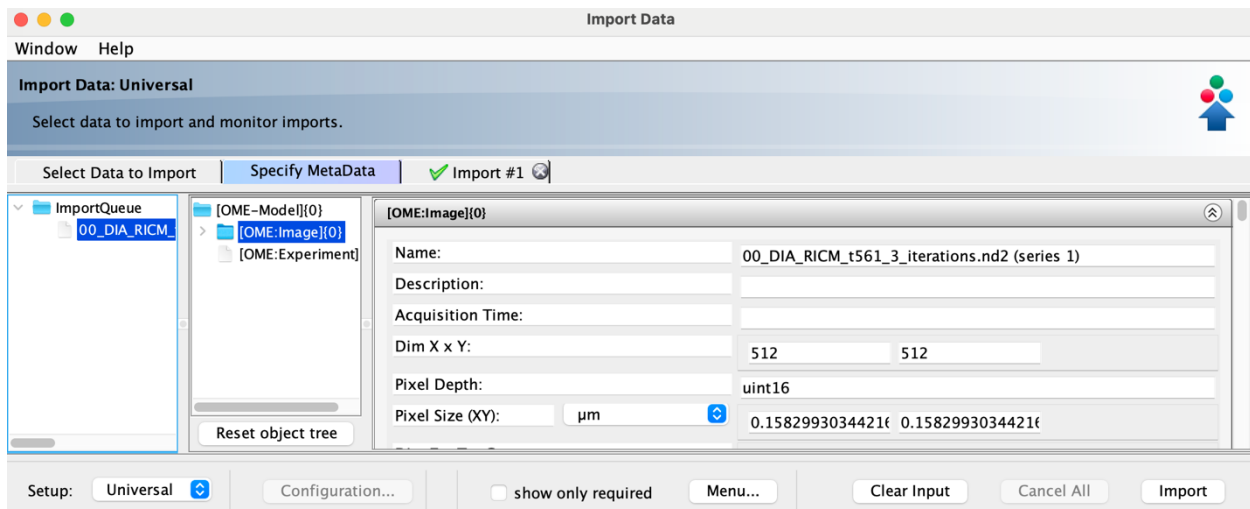 Import Data
Window Help
Import Data: Universal
Select data to import and monitor imports.
Select Data to Import
Specify MetaData
Import #1
ImportQueue
00_DIA_RICM_
[OME-Model]{0}
[OME:Image]{0}
[OME:Experiment]
Reset object tree
[OME:Image]{0}
Name: 00_DIA_RICM_t561_3_iterations.nd2 (series 1)
Description:
Acquisition Time:
Dim X x Y: 512 512
Pixel Depth: uint16
Pixel Size (XY): µm 0.1582993034421 0.1582993034421
Setup: Universal Configuration... show only required Menu... Clear Input Cancel All Import